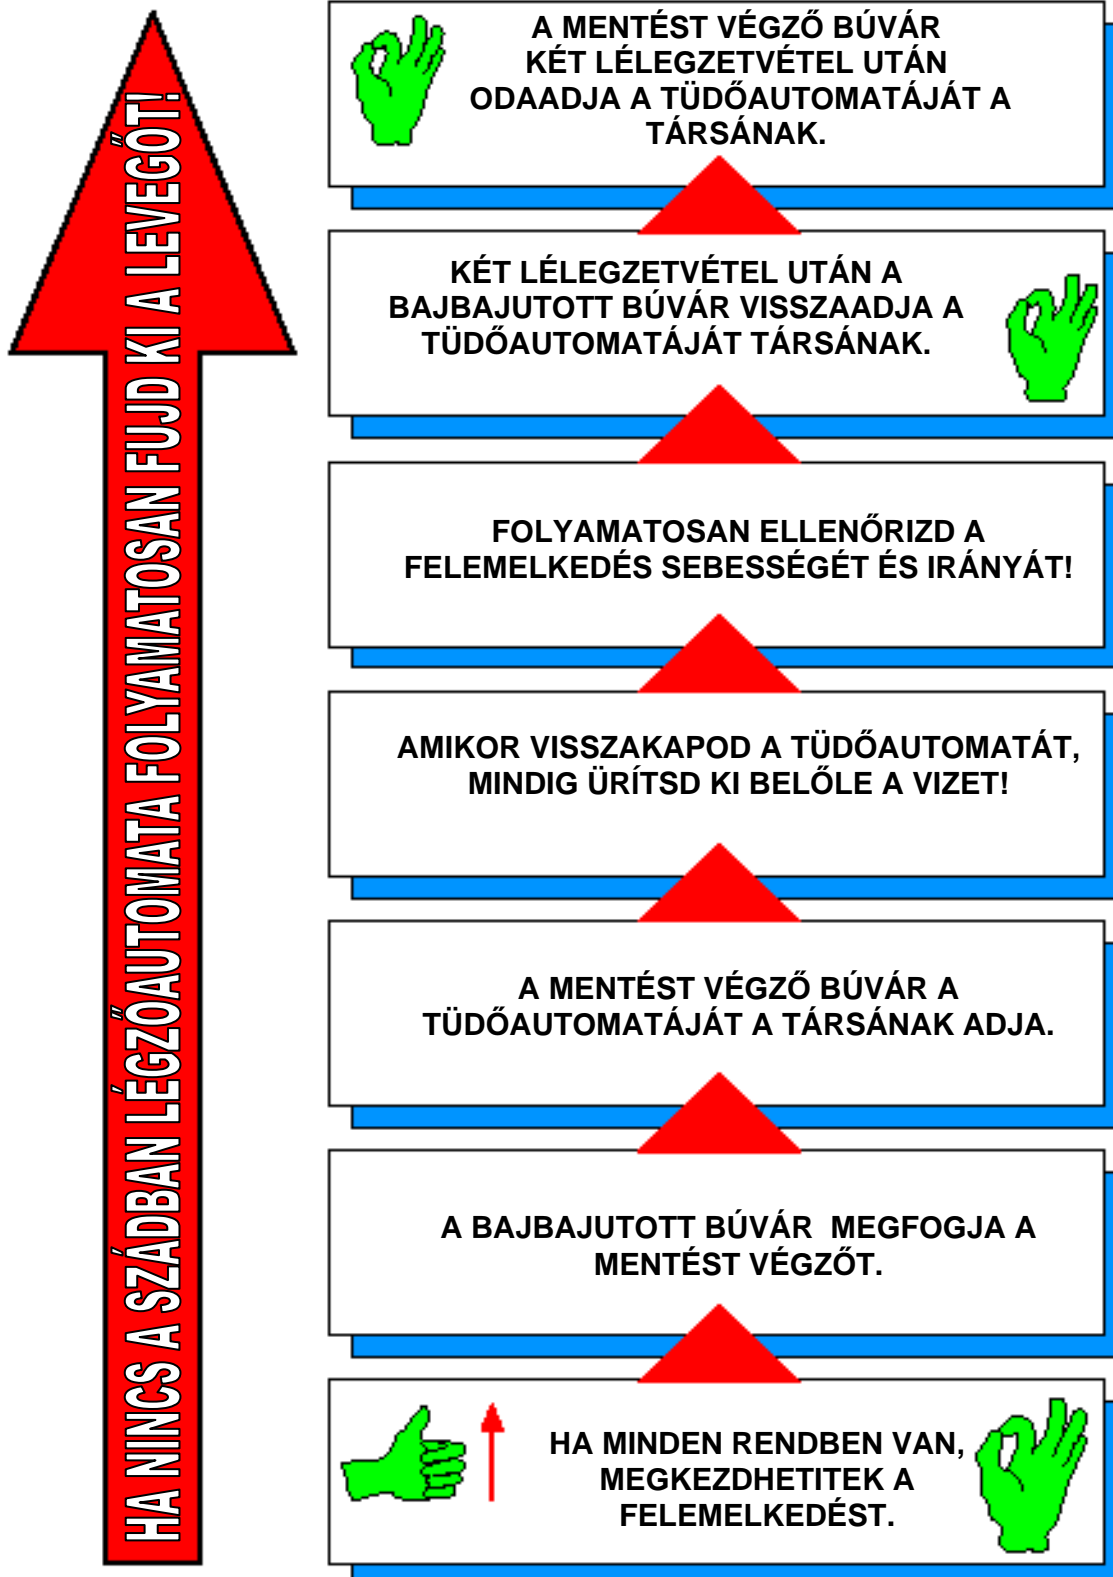 HA NINCS A SZÁDBAN LÉGZŐAUTOMATA FOLYAMATOSAN FUJD KI A LEVEGŐT!
A MENTÉST VÉGZŐ BÚVÁR
KÉT LÉLEGZETVÉTEL UTÁN
ODAADJA A TÜDŐAUTOMATÁJÁT A
TÁRSÁNAK.
KÉT LÉLEGZETVÉTEL UTÁN A
BAJBAJUTOTT BÚVÁR VISSZAADJA A
TÜDŐAUTOMATÁJÁT TÁRSÁNAK.
FOLYAMATOSAN ELLENŐRIZD A
FELEMELKEDÉS SEBESSÉGÉT ÉS IRÁNYÁT!
AMIKOR VISSZAKAPOD A TÜDŐAUTOMATÁT,
MINDIG ÜRÍTSD KI BELŐLE A VIZET!
A MENTÉST VÉGZŐ BÚVÁR A
TÜDŐAUTOMATÁJÁT A TÁRSÁNAK ADJA.
A BAJBAJUTOTT BÚVÁR MEGFOGJA A
MENTÉST VÉGZŐT.
HA MINDEN RENDBEN VAN,
MEGKEZDHETITEK A
FELEMELKEDÉST.